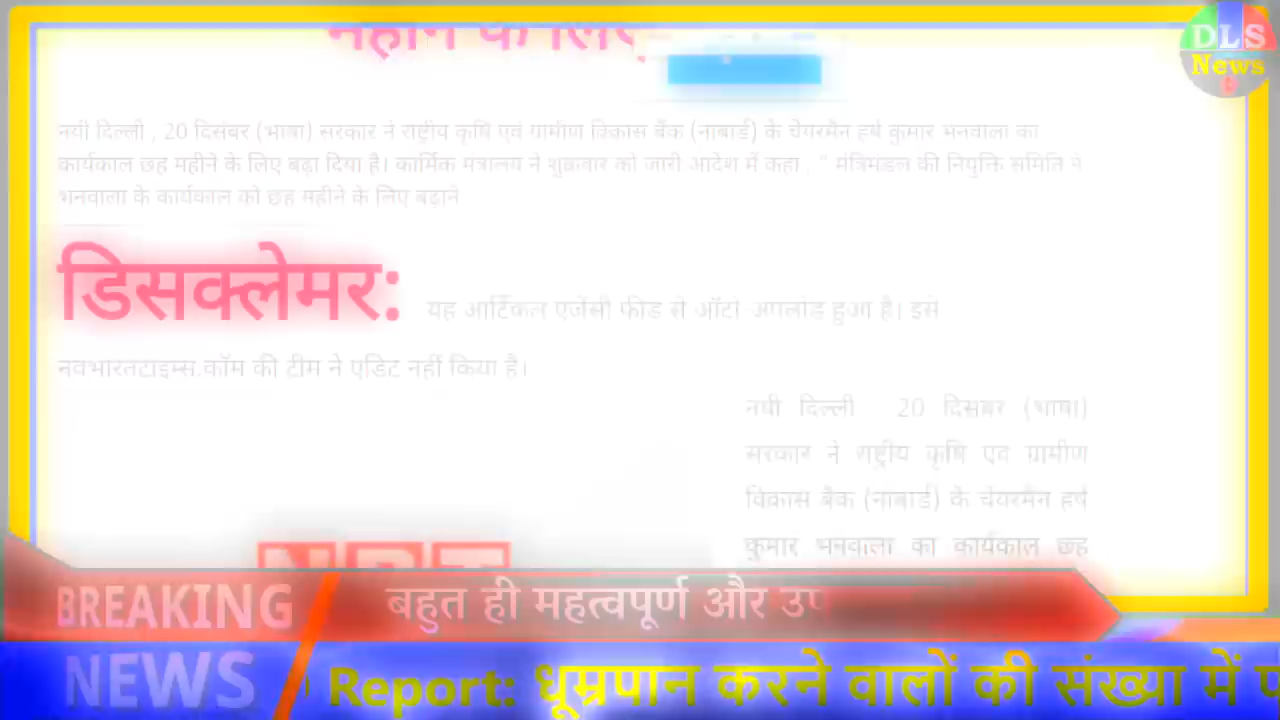 महीने के लिए
DLS
News
नयी दिल्ली , 20 दिसंबर (भाषा) सरकार ने राष्ट्रीय कृषि एवं ग्रामीण विकास बैंक (नाबार्ड) के चेयरमैन हर्ष कुमार भनवाला का
कार्यकाल छह महीने के लिए बढ़ा दिया है। कार्मिक मंत्रालय ने शुक्रवार को जारी आदेश में कहा , " मंत्रिमंडल की नियुक्ति समिति ने
भनवाला के कार्यकाल को छह महीने के लिए बढ़ाने
डिसक्लेमर: यह आर्टिकल एजेंसी फीड से ऑटो-अपलोड हुआ है। इसे
नवभारतटाइम्स.कॉम की टीम ने एडिट नहीं किया है।
नयी दिल्ली 20 दिसंबर (भाषा)
सरकार ने राष्ट्रीय कृषि एवं ग्रामीण
विकास बैंक (नाबार्ड) के चेयरमैन हर्ष
कुमार भनवाला का कार्यकाल छह
NBT
BREAKING
NEWS
बहुत ही महत्वपूर्ण और उप
Report: धूम्रपान करने वालों की संख्या में